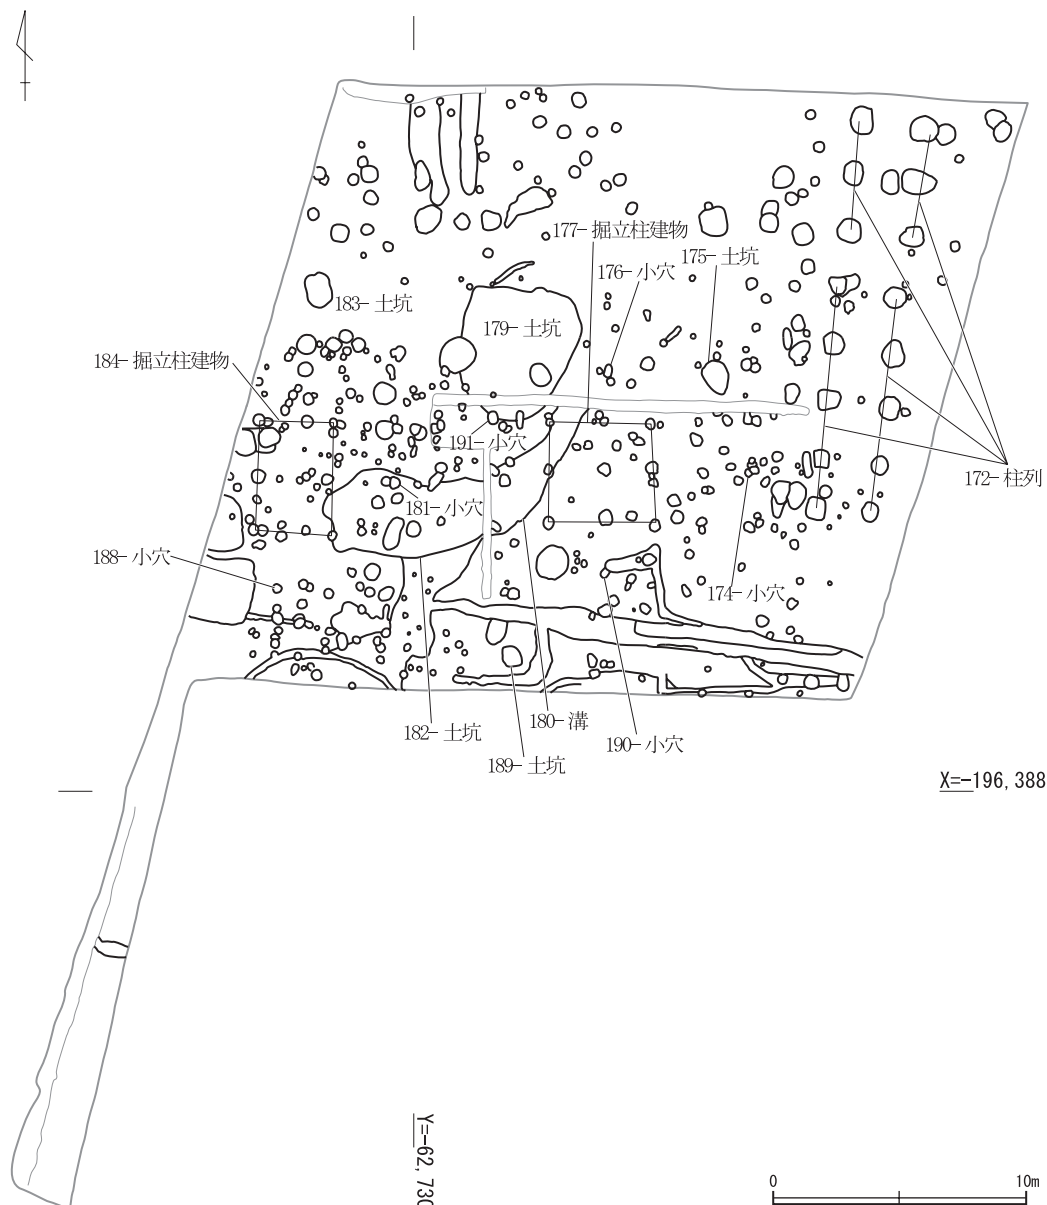 177-掘立柱建物
175-土坑
176-小穴
183-土坑
179-土坑
184-掘立柱建物
191-小穴
172-柱列
181-小穴
188-小穴
174-小穴
182-土坑
180-溝
190-小穴
189-土坑
X=-196,388
Y=-62,730
0 10m